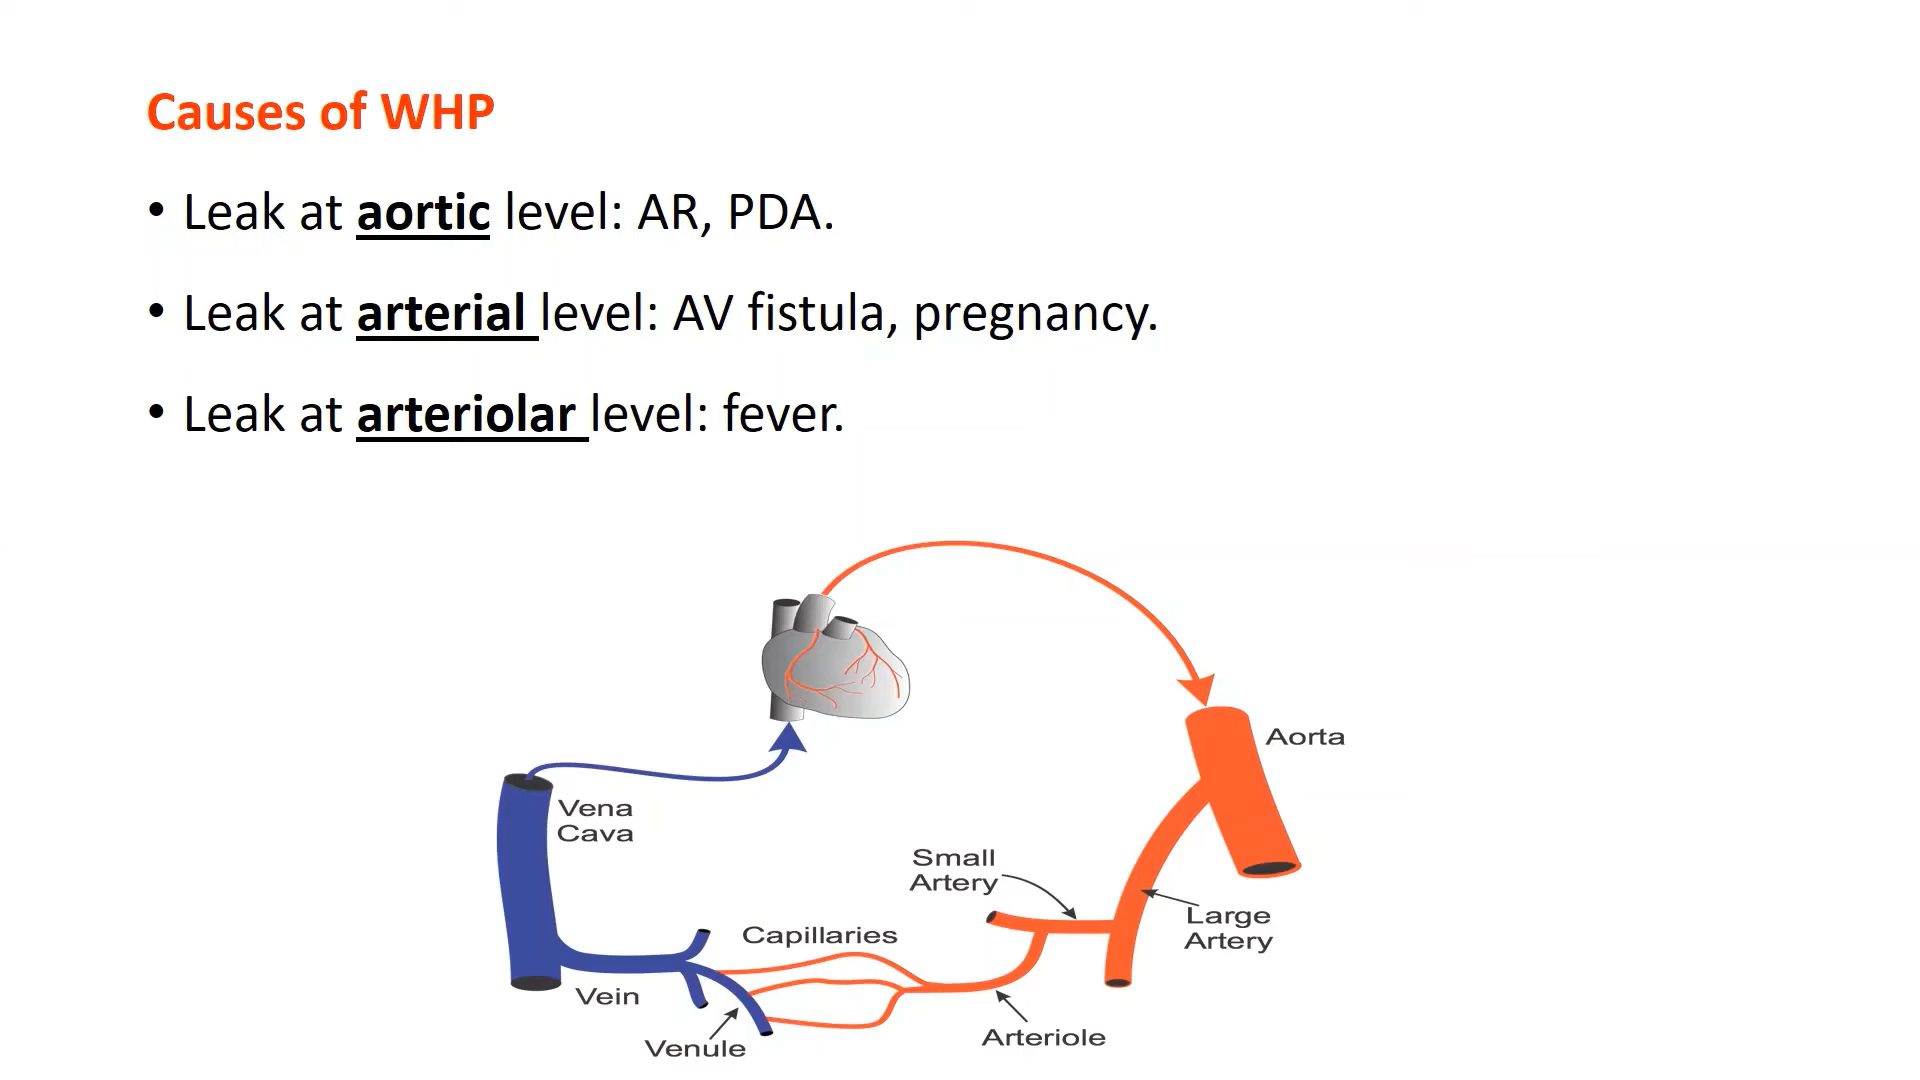 Causes of WHP
• Leak at aortic level: AR, PDA.
• Leak at arterial level: AV fistula, pregnancy.
• Leak at arteriolar level: fever.
Aorta
Vena
Cava
Small
Artery
Large
Artery
Capillaries
Vein
Arteriole
Venule